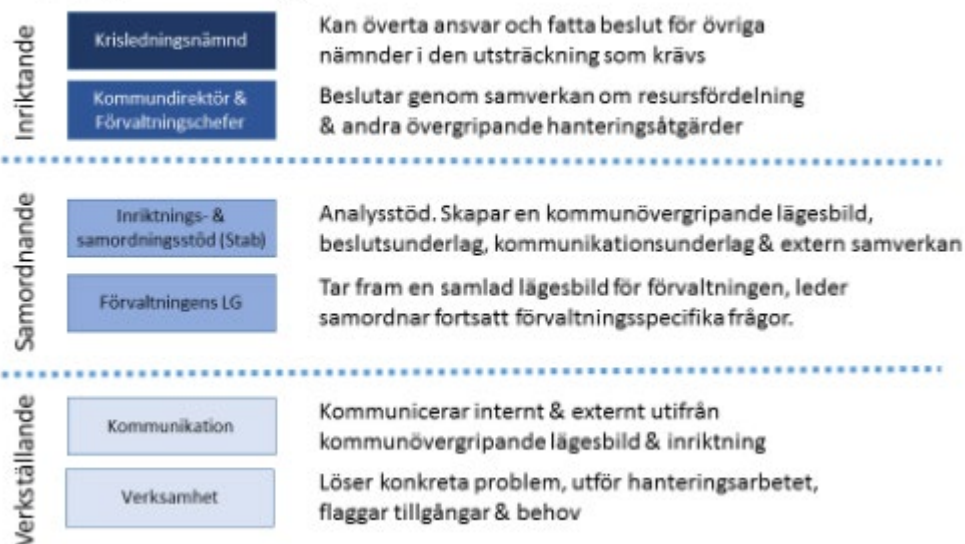 Inriktande
Krisledningsnämnd
Kan överta ansvar och fatta beslut för övriga
nämnder i den utsträckning som krävs
Kommundirektör &
Förvaltningschefer
Beslutar genom samverkan om resursfördelning
& andra övergripande hanteringsåtgärder
Samordnande
Inriktnings- &
samordningsstöd (Stab)
Analysstöd. Skapar en kommunövergripande lägesbild,
beslutsunderlag, kommunikationsunderlag & extern samverkan
Förvaltningens LG
Tar fram en samlad lägesbild för förvaltningen, leder
samordnar fortsatt förvaltningsspecifika frågor.
Verkställande
Kommunikation
Kommunicerar internt & externt utifrån
kommunövergripande lägesbild & inriktning
Verksamhet
Löser konkreta problem, utför hanteringsarbetet,
flaggar tillgångar & behov